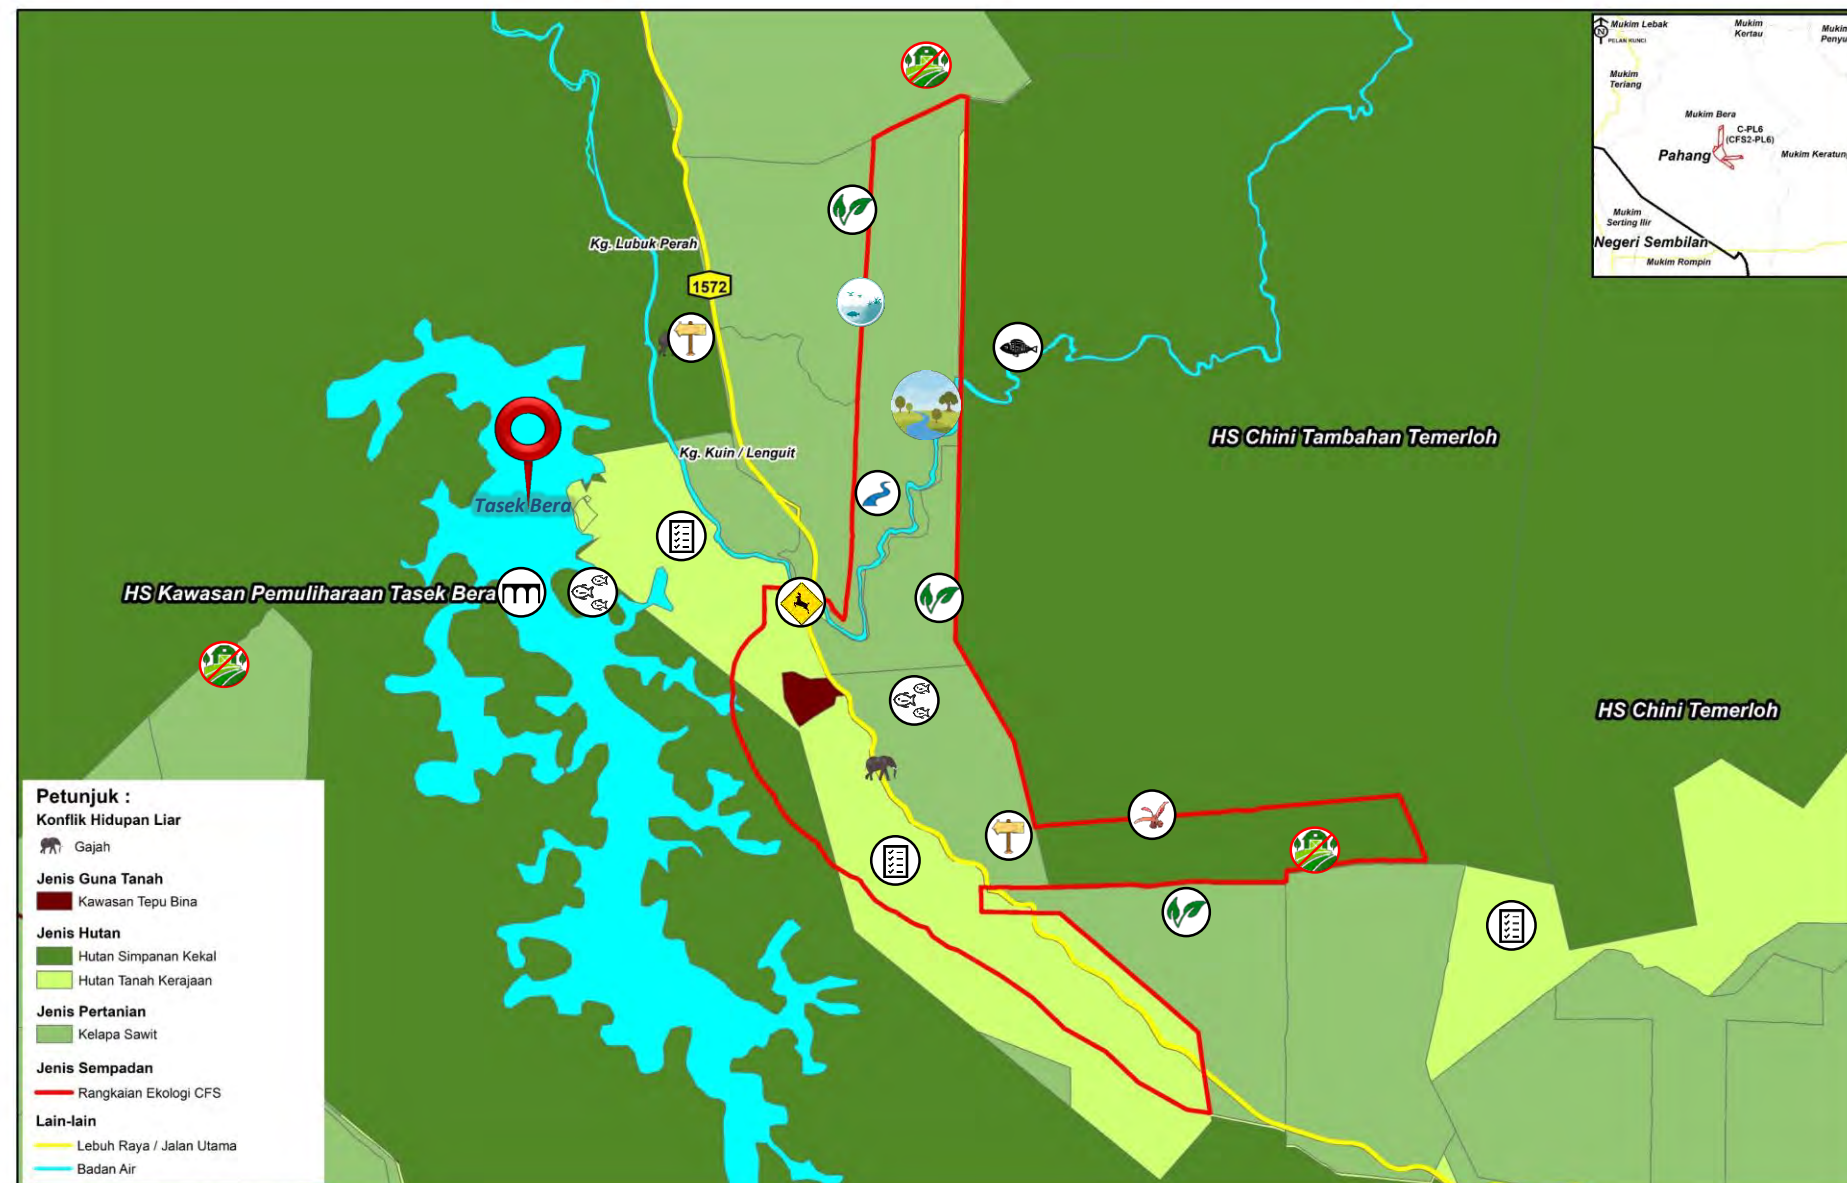 Mukim Lebak
Mukim
Kertau
N
PELAN KUNCI
Mukim
Teriang
Mukim Bera
C-PL6
(CFS2-PL6)
Pahang
Mukim
Serting Ilir
Negeri Sembilan
Mukim Rompin
Kg. Lubuk Perah
1572
HS Chini Tambahan Temerloh
Kg. Kuin / Lenguit
Tasek Bera
HS Kawasan Pemuliharaan Tasek Bera
HS Chini Temerloh
Petunjuk :
Konflik Hidupan Liar
Gajah
Jenis Guna Tanah
Kawasan Tepu Bina
Jenis Hutan
Hutan Simpanan Kekal
Hutan Tanah Kerajaan
Jenis Pertanian
Kelapa Sawit
Jenis Sempadan
Rangkaian Ekologi CFS
Lain-lain
Lebuh Raya / Jalan Utama
Badan Air